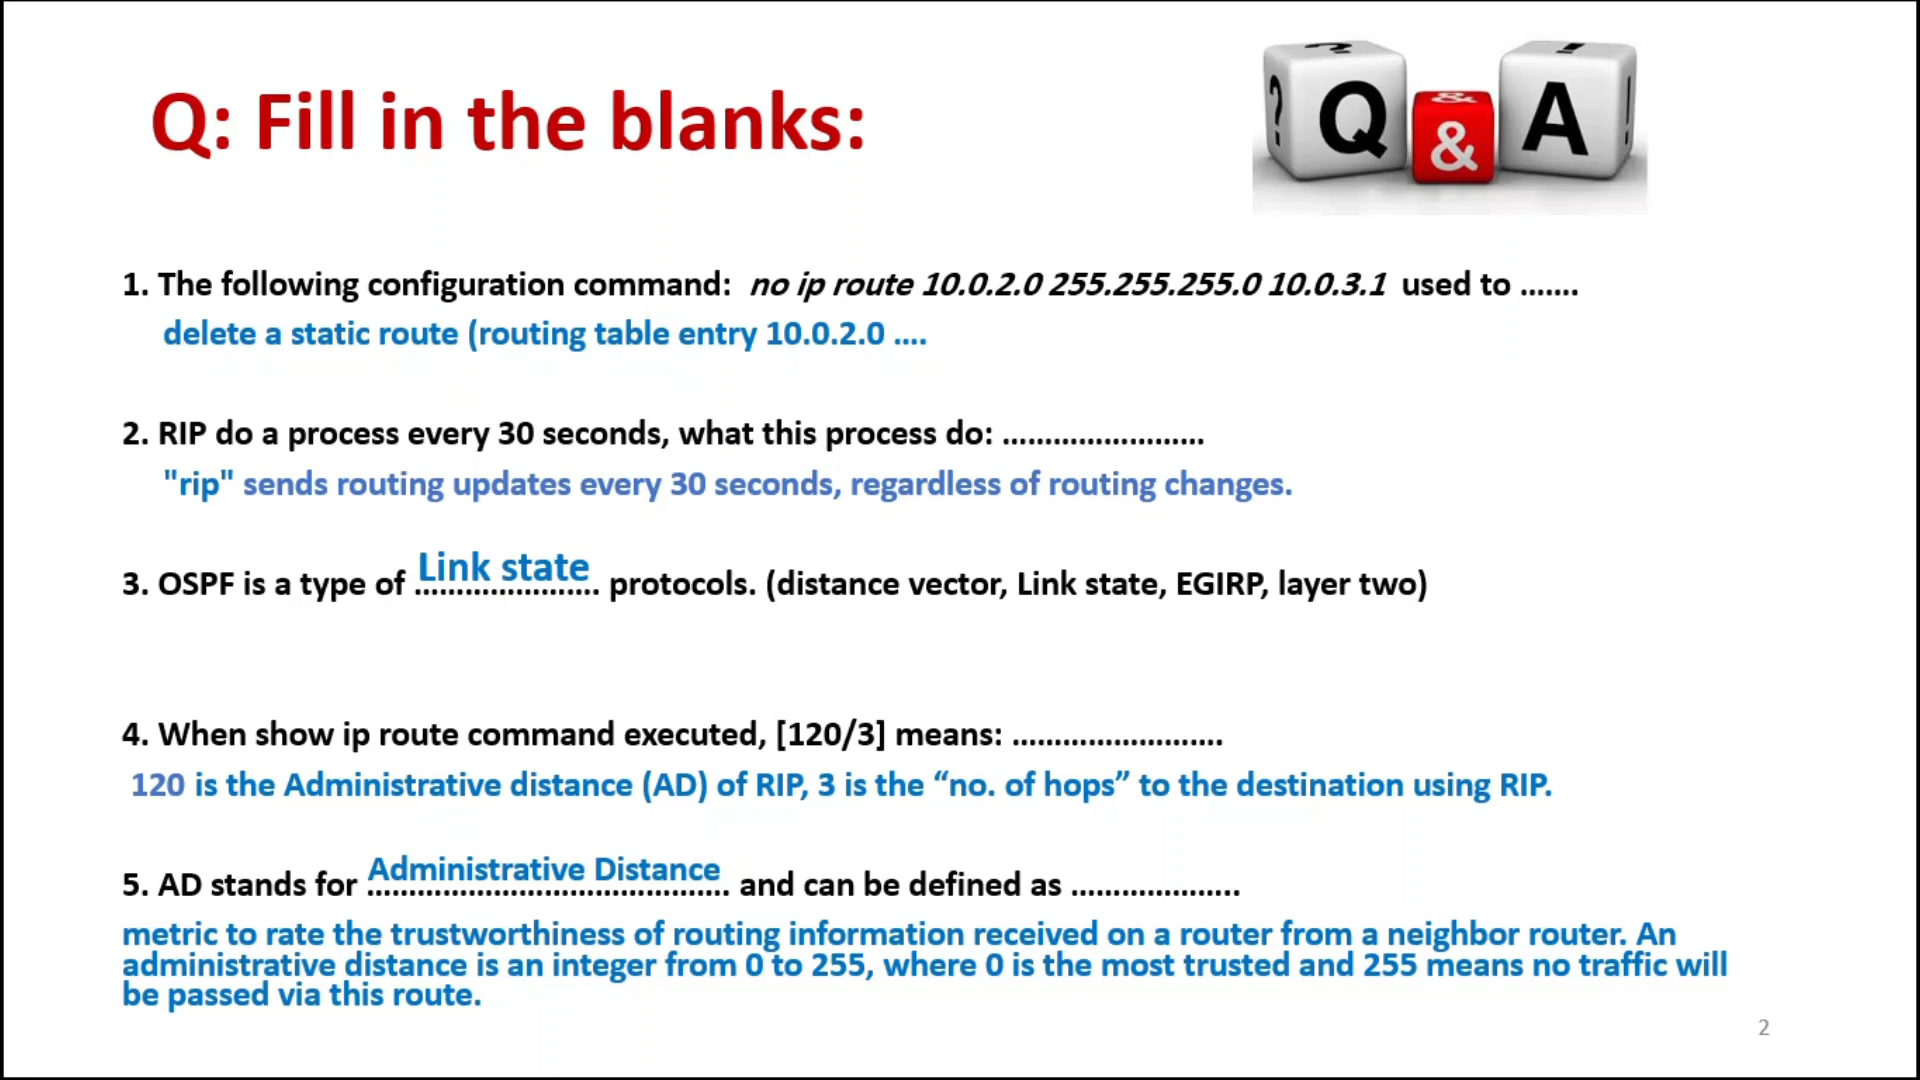 Q: Fill in the blanks:
? ? Q & & ! A !
1. The following configuration command: no ip route 10.0.2.0 255.255.255.0 10.0.3.1 used to .......
delete a static route (routing table entry 10.0.2.0 ....
2. RIP do a process every 30 seconds, what this process do: ........................
"rip" sends routing updates every 30 seconds, regardless of routing changes.
3. OSPF is a type of Link state ...................... protocols. (distance vector, Link state, EGIRP, layer two)
4. When show ip route command executed, [120/3] means: .........................
120 is the Administrative distance (AD) of RIP, 3 is the “no. of hops” to the destination using RIP.
5. AD stands for Administrative Distance ........................................... and can be defined as ....................
metric to rate the trustworthiness of routing information received on a router from a neighbor router. An
administrative distance is an integer from 0 to 255, where 0 is the most trusted and 255 means no traffic will
be passed via this route.
2